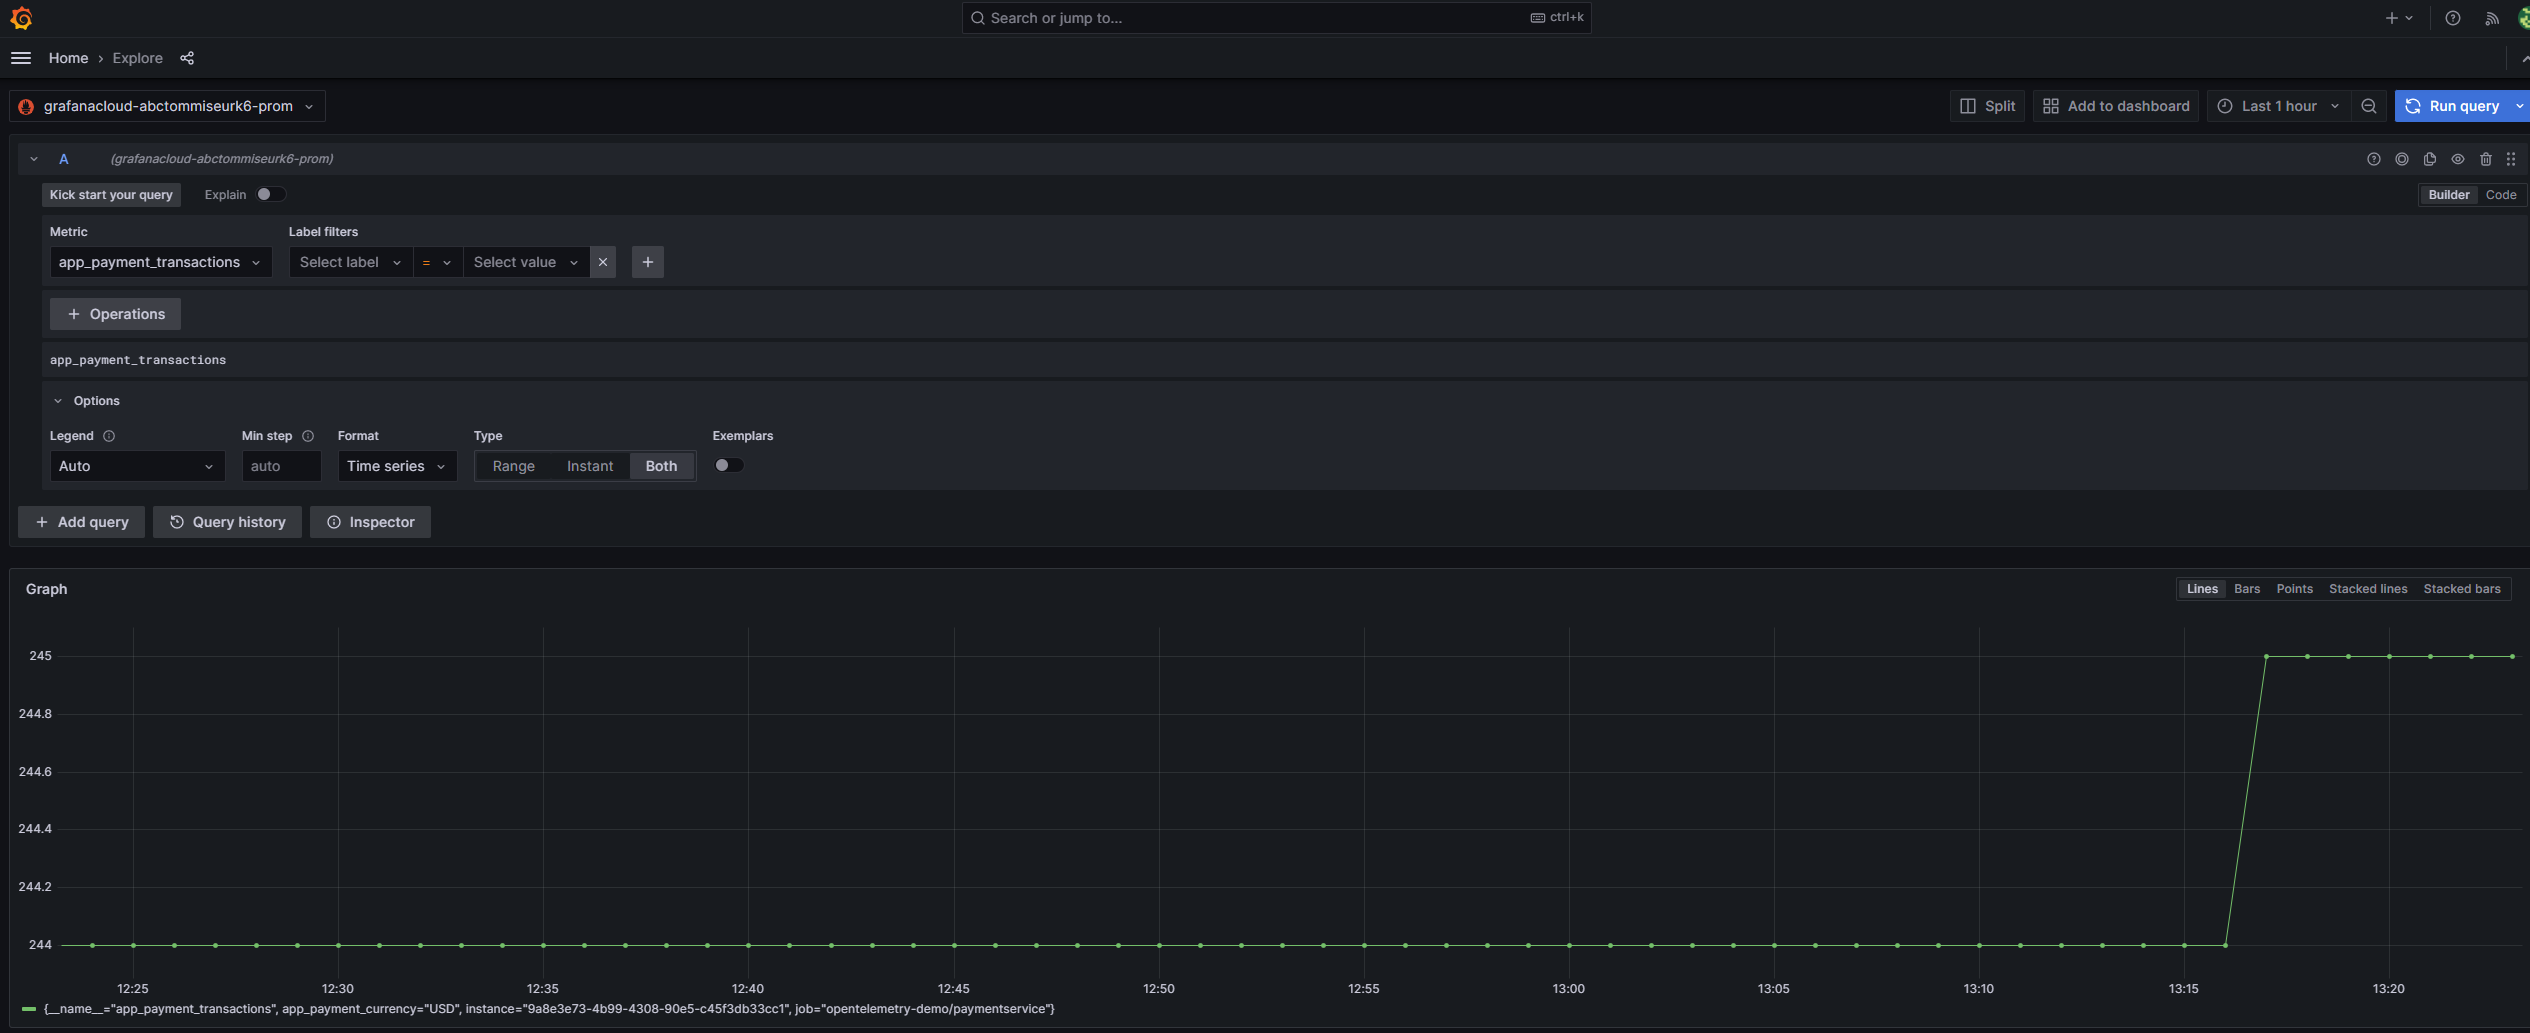 Search or jump to... ctrl+k
Home › Explore
grafanacloud-abctommiseurk6-prom Split Add to dashboard Last 1 hour Run query
A (grafanacloud-abctommiseurk6-prom)
Kick start your query Explain Builder Code
Metric Label filters
app_payment_transactions Select label = Select value
+ Operations
app_payment_transactions
Options
Legend Min step Format Type Exemplars
Auto auto Time series Range Instant Both
+ Add query Query history Inspector
Graph Lines Bars Points Stacked lines Stacked bars
245
244.8
244.6
244.4
244.2
244
12:25 12:30 12:35 12:40 12:45 12:50 12:55 13:00 13:05 13:10 13:15 13:20
{__name__="app_payment_transactions", app_payment_currency="USD", instance="9a8e3e73-4b99-4308-90e5-c45f3db33cc1", job="opentelemetry-demo/paymentservice"}